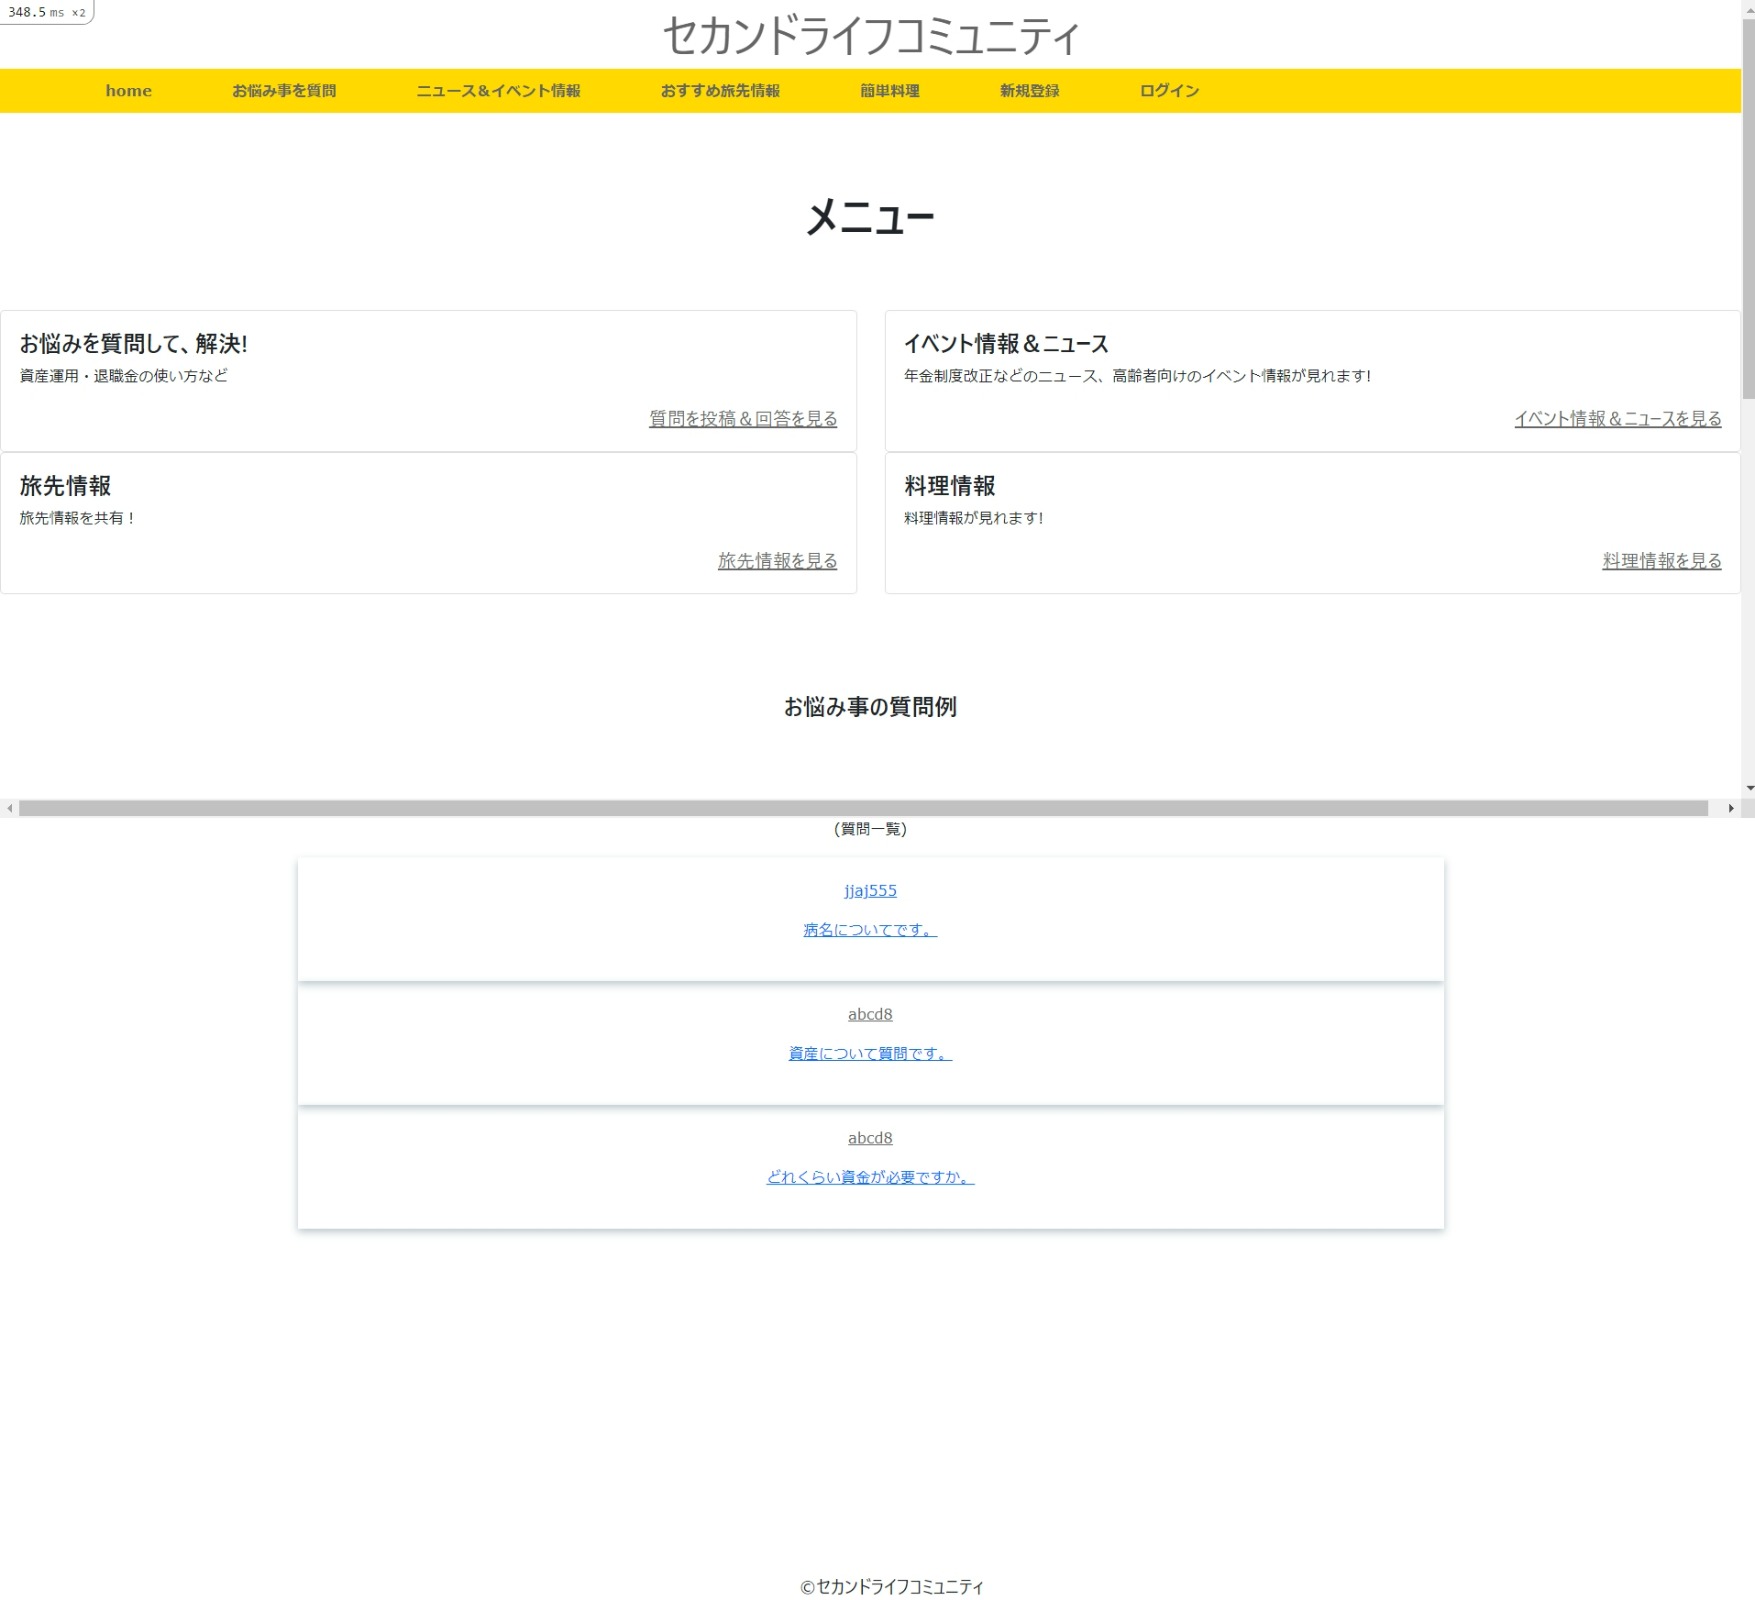 348.5 ms ×2
セカンドライフコミュニティ
home お悩み事を質問 ニュース&イベント情報 おすすめ旅先情報 簡単料理 新規登録 ログイン
メニュー
お悩みを質問して、解決!
資産運用・退職金の使い方など
質問を投稿&回答を見る
イベント情報&ニュース
年金制度改正などのニュース、高齢者向けのイベント情報が見れます!
イベント情報&ニュースを見る
旅先情報
旅先情報を共有！
旅先情報を見る
料理情報
料理情報が見れます!
料理情報を見る
お悩み事の質問例
(質問一覧)
jjaj555
病名についてです。
abcd8
資産について質問です。
abcd8
どれくらい資金が必要ですか。
©セカンドライフコミュニティ